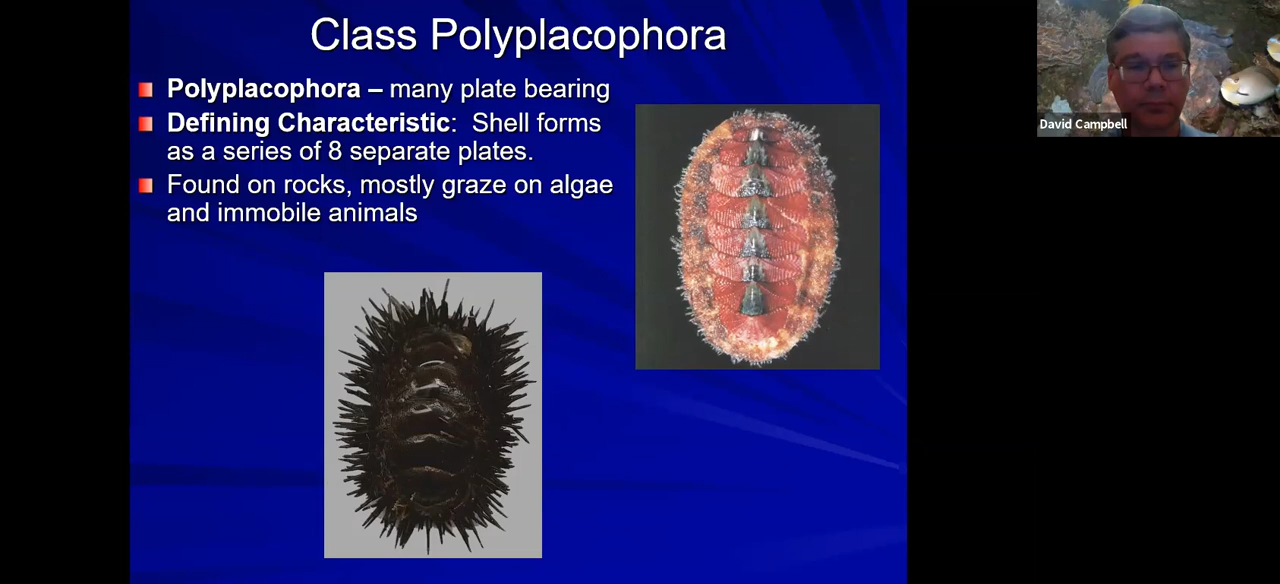 Class Polyplacophora
Polyplacophora – many plate bearing
Defining Characteristic:  Shell forms
as a series of 8 separate plates.
Found on rocks, mostly graze on algae
and immobile animals
David Campbell